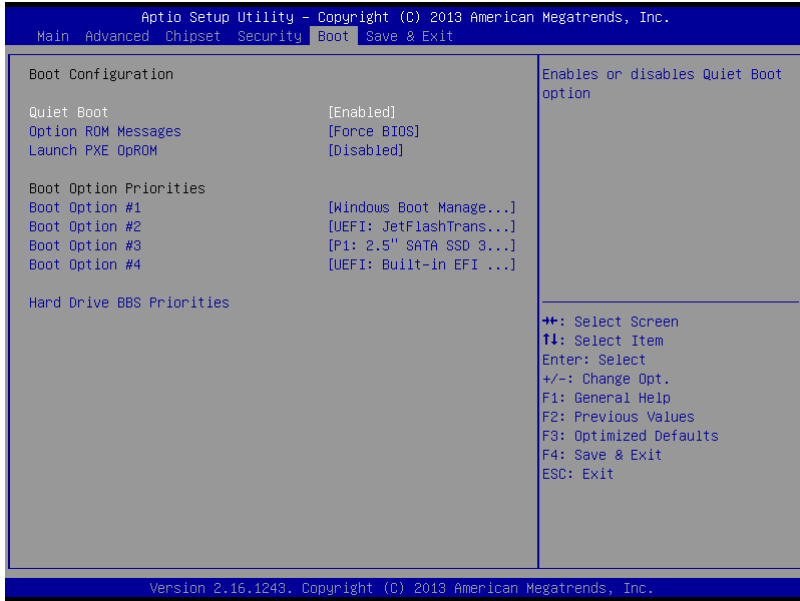 Aptio Setup Utility – Copyright (C) 2013 American Megatrends, Inc.
Main Advanced Chipset Security Boot Save & Exit
Boot Configuration
Quiet Boot [Enabled]
Option ROM Messages [Force BIOS]
Launch PXE OpROM [Disabled]
Boot Option Priorities
Boot Option #1 [Windows Boot Manage...]
Boot Option #2 [UEFI: JetFlashTrans...]
Boot Option #3 [P1: 2.5" SATA SSD 3...]
Boot Option #4 [UEFI: Built-in EFI ...]
Hard Drive BBS Priorities
Enables or disables Quiet Boot
option
→←: Select Screen
↑↓: Select Item
Enter: Select
+/-: Change Opt.
F1: General Help
F2: Previous Values
F3: Optimized Defaults
F4: Save & Exit
ESC: Exit
Version 2.16.1243. Copyright (C) 2013 American Megatrends, Inc.